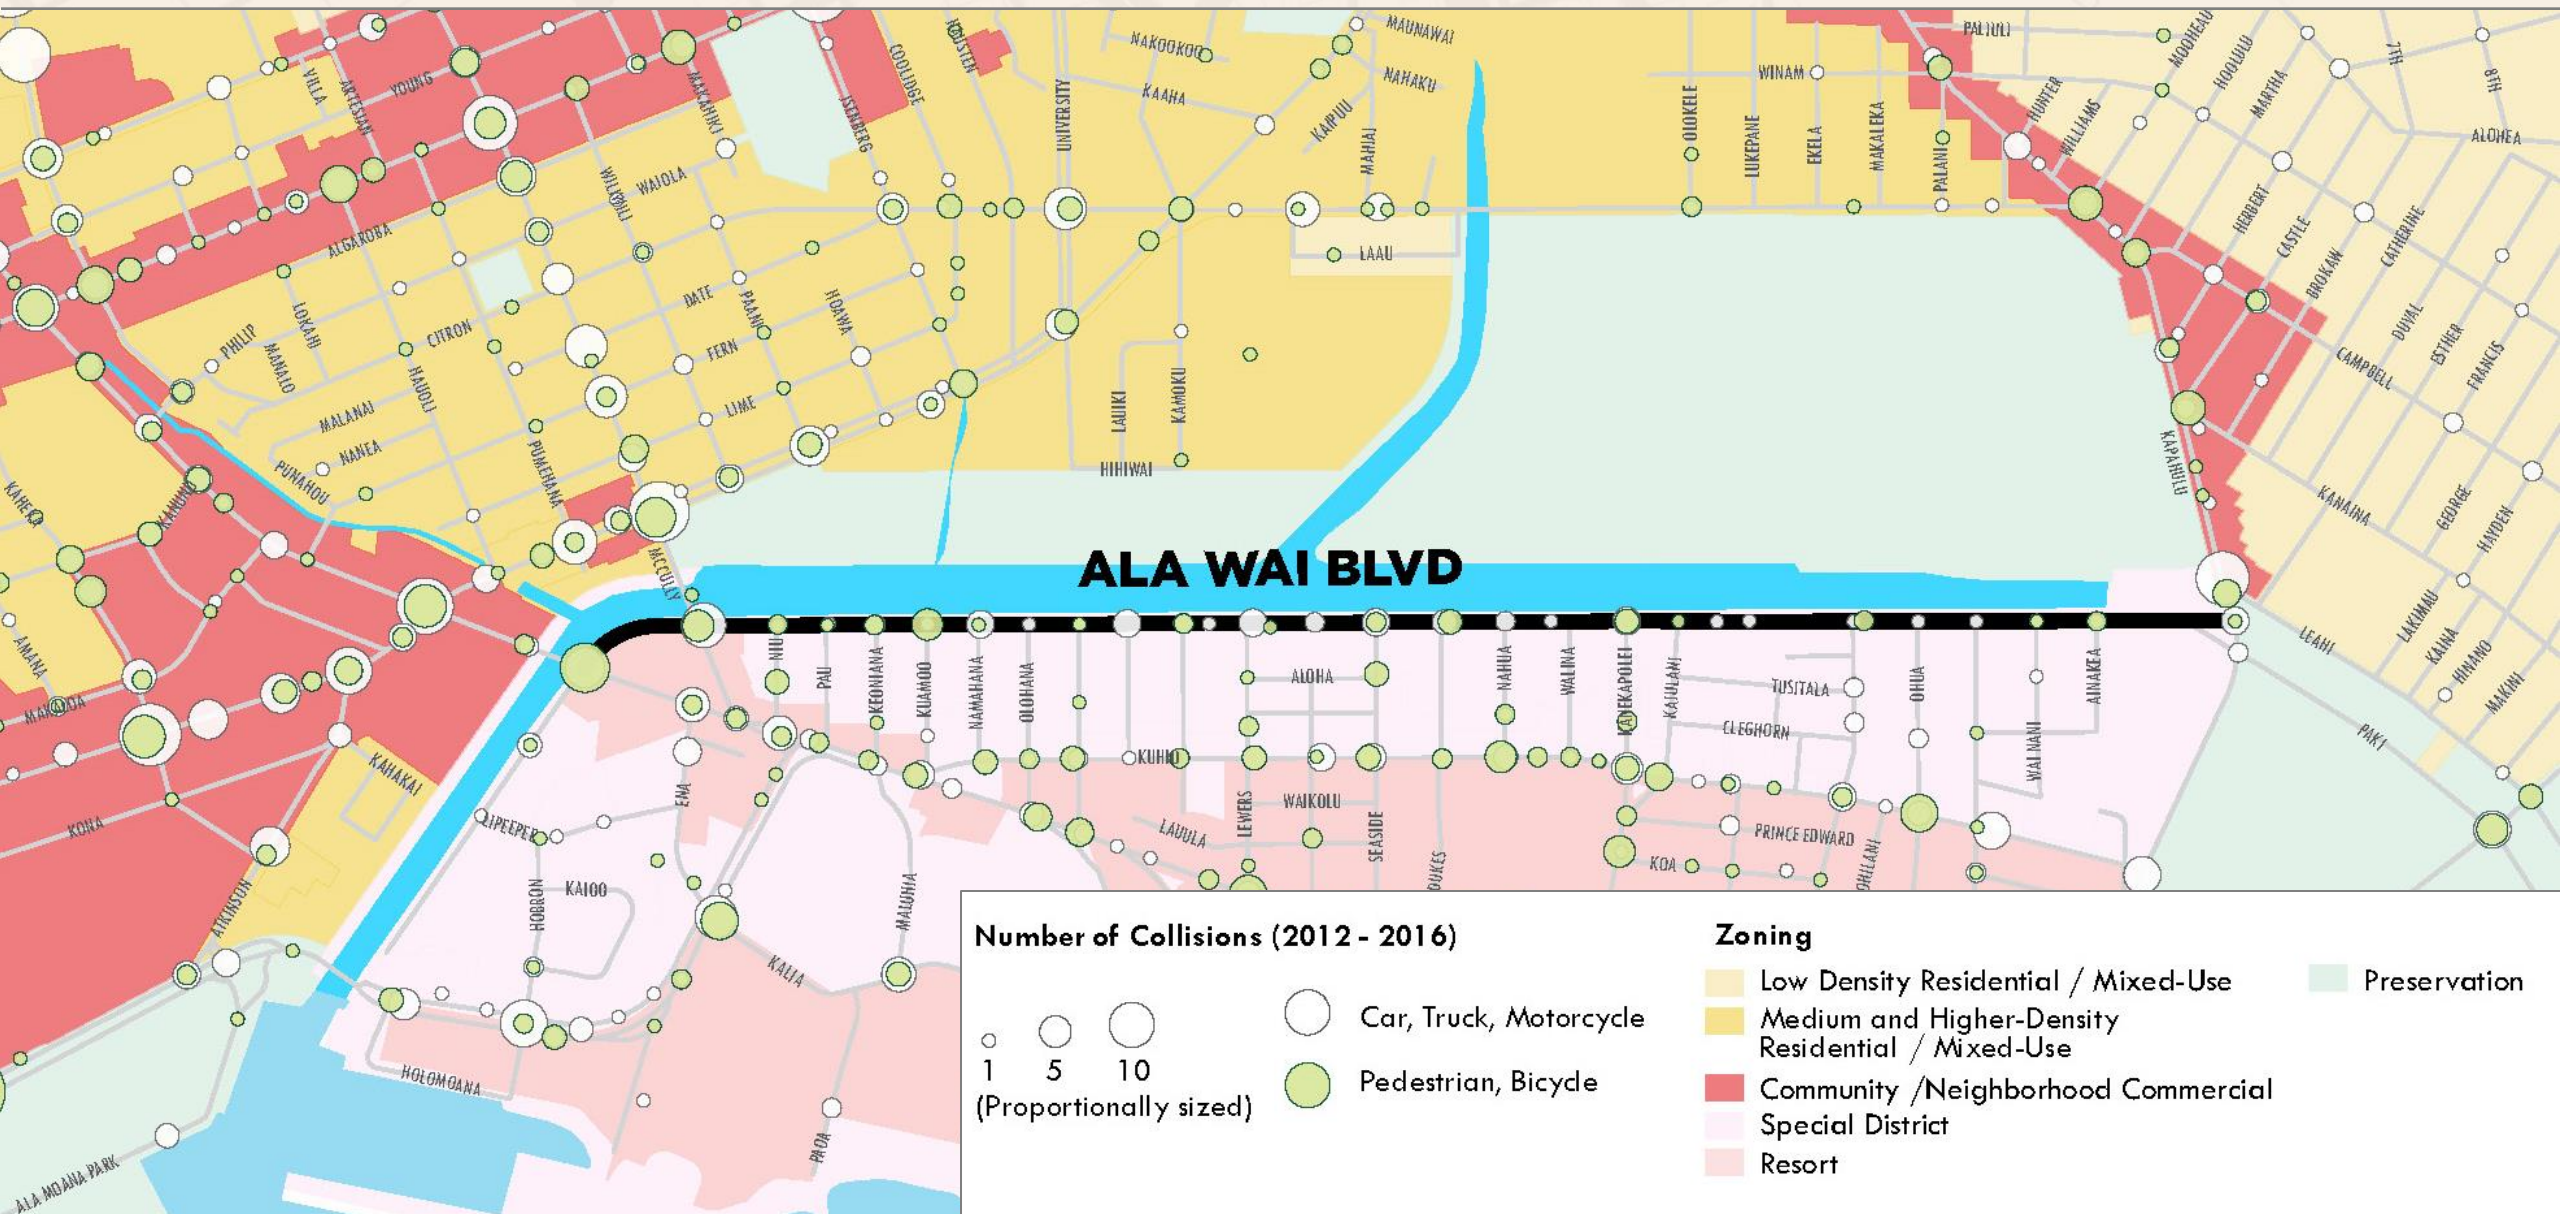 MAUNAWAI
PALIULI
MOOHEAU
HOOLULU
MARTHA
7TH
8TH
HAUSTEN
COOLIDGE
NAKOOKOO
NAHAKU
VILLA
ARTESIAN
YOUNG
MAKAHIKI
ISENBERG
UNIVERSITY
KAAHA
KAIPUU
MAHIAI
WINAM
OLOKELE
LUKEPANE
EKELA
MAKALEKA
PALANI
HUNTER
WILLIAMS
ALOHEA
WAIOLA
WILIWILI
ALGAROBA
LAAU
HERBERT
CASTLE
BROKAW
CATHERINE
DATE
PAANI
HOAWA
PHILIP
LOKAHI
MANALO
CITRON
HAUOLI
FERN
LIME
DUVAL
ESTHER
FRANCIS
CAMPBELL
MALANAI
NANEA
PUNAHOU
PUMEHANA
LAUIKI
KAMOKU
HIHIWAI
KAPAHULU
KANAINA
GEORGE
HAYDEN
KAHEKA
KANUNU
MCCULLY
ALA WAI BLVD
AMANA
NIU
PAU
KEONIANA
KUAMOO
NAMAHANA
OLOHANA
ALOHA
NAHUA
WALINA
KANEKAPOLEI
KAIULANI
TUSITALA
CLEGHORN
OHUA
WAI NANI
AINAKEA
LEAHI
LAKIMAU
KAINA
HINANO
MAKINI
PAKI
MAKALOA
KAHAKAI
KONA
ENA
KUHIO
LIPEEPEE
LAUULA
LEWERS
WAIKOLU
SEASIDE
DUKES
PRINCE EDWARD
KOA
ATKINSON
HOBRON
KAIOO
MALUHIA
KALIA
HOLOMOANA
PAOA
ALA MOANA PARK
Number of Collisions (2012 - 2016)
1 5 10
(Proportionally sized)
Car, Truck, Motorcycle
Pedestrian, Bicycle
Zoning
Low Density Residential / Mixed-Use
Medium and Higher-Density
Residential / Mixed-Use
Community /Neighborhood Commercial
Special District
Resort
Preservation